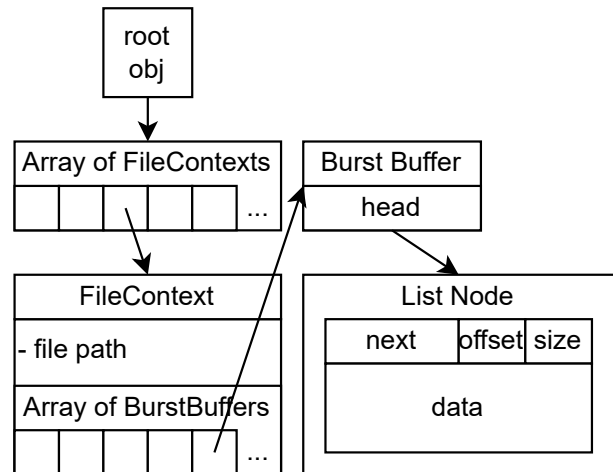 root
obj
Array of FileContexts
...
Burst Buffer
head
FileContext
- file path
Array of BurstBuffers
...
List Node
next offset size
data